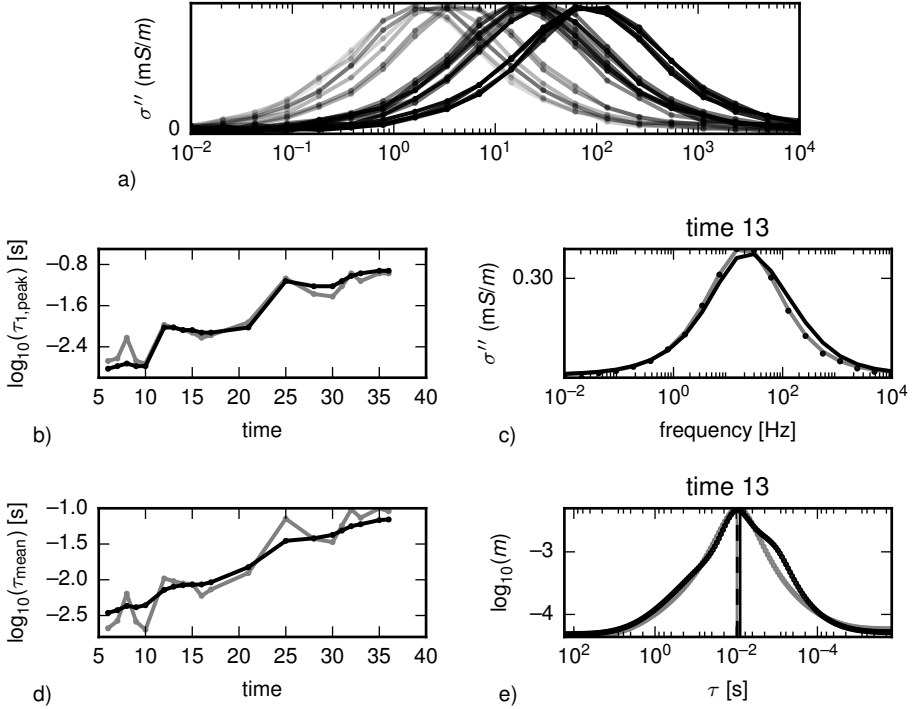 σ′′ (mS/m)
0
10⁻² 10⁻¹ 10⁰ 10¹ 10² 10³ 10⁴
a)
log₁₀(τ₁,peak) [s]
−0.8
−1.6
−2.4
5 10 15 20 25 30 35 40
time
b)
time 13
σ′′ (mS/m)
0.30
10⁻² 10⁰ 10² 10⁴
frequency [Hz]
c)
log₁₀(τmean) [s]
−1.0
−1.5
−2.0
−2.5
5 10 15 20 25 30 35 40
time
d)
time 13
log₁₀(m)
−3
−4
10² 10⁰ 10⁻² 10⁻⁴
τ [s]
e)